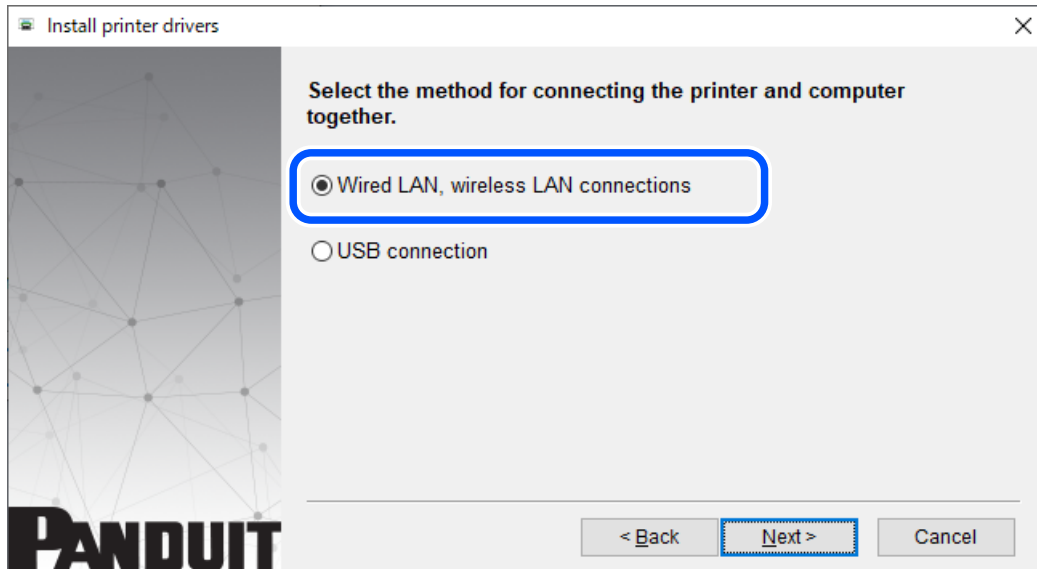 Install printer drivers
Select the method for connecting the printer and computer
together.
Wired LAN, wireless LAN connections
USB connection
PANDUIT
< Back
Next >
Cancel